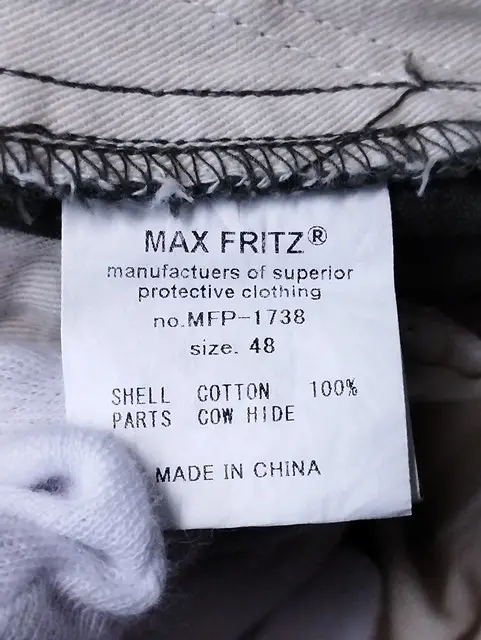 MAX FRITZ®
manufactuers of superior
protective clothing
no.MFP-1738
size. 48
SHELL COTTON 100%
PARTS COW HIDE
MADE IN CHINA